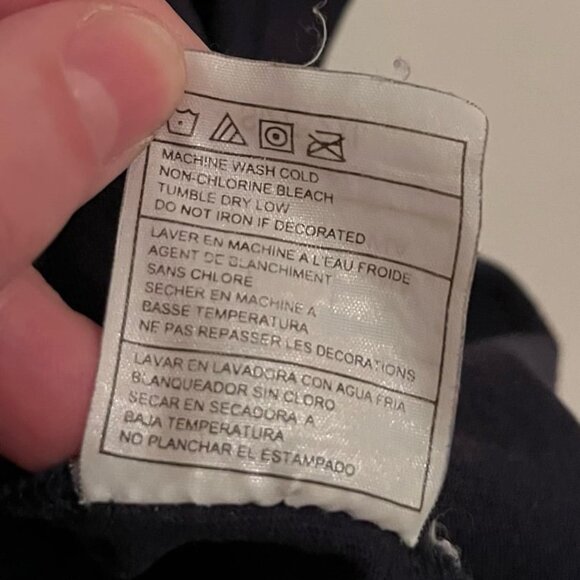 MACHINE WASH COLD
NON-CHLORINE BLEACH
TUMBLE DRY LOW
DO NOT IRON IF DECORATED
LAVER EN MACHINE A L'EAU FROIDE
AGENT DE BLANCHIMENT
SANS CHLORE
SECHER EN MACHINE A
BASSE TEMPERATURA
NE PAS REPASSER LES DECORATIONS
LAVAR EN LAVADORA CON AGUA FRIA
BLANQUEADOR SIN CLORO
SECAR EN SECADORA A
BAJA TEMPERATURA
NO PLANCHAR EL ESTAMPADO